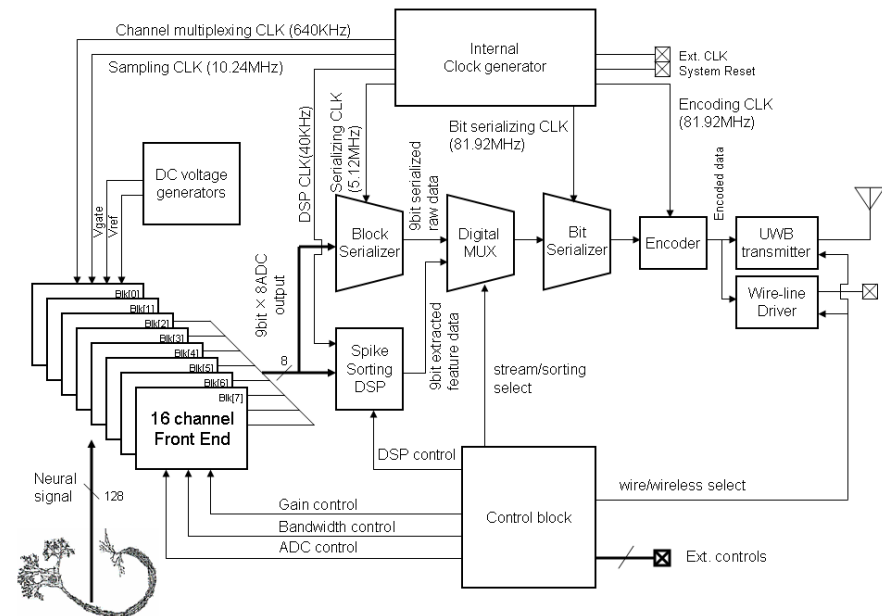 Channel multiplexing CLK (640KHz)
Sampling CLK (10.24MHz)
Internal
Clock generator
Ext. CLK
System Reset
Encoding CLK
(81.92MHz)
Bit serializing CLK
(81.92MHz)
DSP CLK(40KHz)
Serializing CLK
(5.12MHz)
9bit serialized
raw data
Encoded data
DC voltage
generators
Vgate
Vref
Block
Serializer
Digital
MUX
Bit
Serializer
Encoder
UWB
transmitter
Wire-line
Driver
9bit × 8ADC
output
8
Spike
Sorting
DSP
9bit extracted
feature data
stream/sorting
select
Blk[0]
Blk[1]
Blk[2]
Blk[3]
Blk[4]
Blk[5]
Blk[6]
Blk[7]
16 channel
Front End
Neural
signal
128
DSP control
Gain control
Bandwidth control
ADC control
Control block
wire/wireless select
Ext. controls